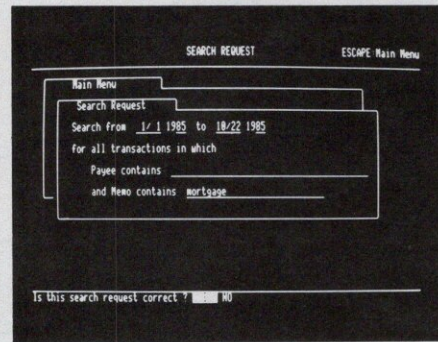 SEARCH REQUEST ESCAPE Main Menu
Main Menu
Search Request
Search from 1/ 1 1985 to 10/22 1985
for all transactions in which
Payee contains
and Memo contains mortgage
Is this search request correct ? NO